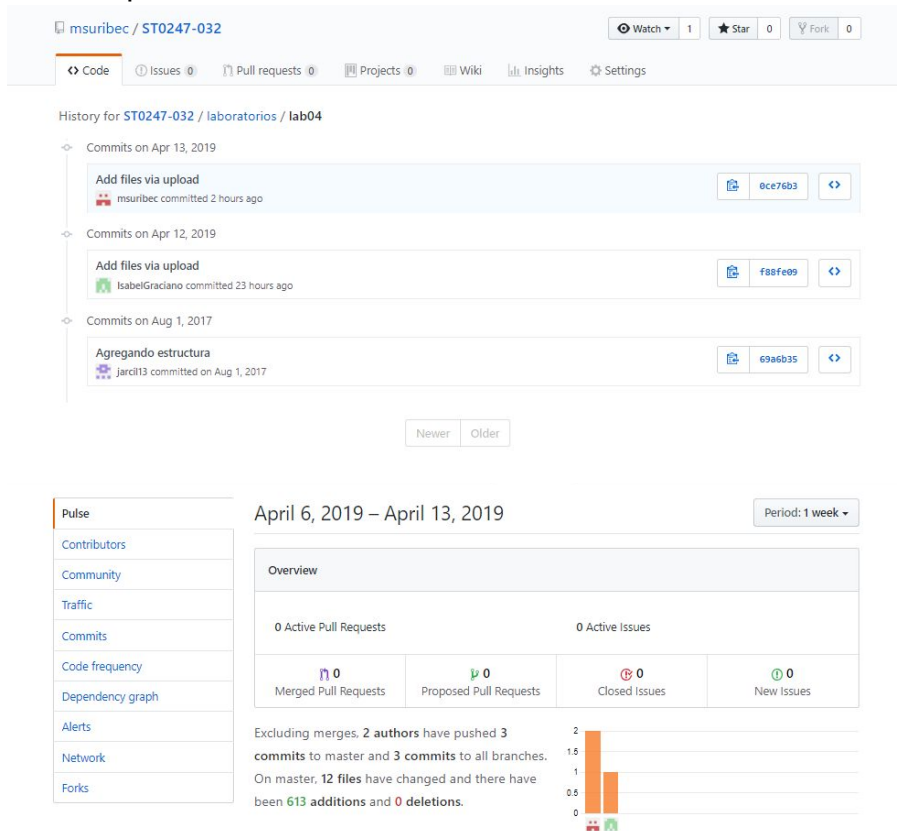 msuribec / ST0247-032
Watch 1 Star 0 Fork 0
Code Issues 0 Pull requests 0 Projects 0 Wiki Insights Settings
History for ST0247-032 / laboratorios / lab04
Commits on Apr 13, 2019
Add files via upload
msuribec committed 2 hours ago
0ce76b3
Commits on Apr 12, 2019
Add files via upload
IsabelGraciano committed 23 hours ago
f88fe09
Commits on Aug 1, 2017
Agregando estructura
jarcil13 committed on Aug 1, 2017
69a6b35
Newer Older
Pulse
Contributors
Community
Traffic
Commits
Code frequency
Dependency graph
Alerts
Network
Forks
April 6, 2019 – April 13, 2019
Period: 1 week
Overview
0 Active Pull Requests
0 Active Issues
0
Merged Pull Requests
0
Proposed Pull Requests
0
Closed Issues
0
New Issues
Excluding merges, 2 authors have pushed 3
commits to master and 3 commits to all branches.
On master, 12 files have changed and there have
been 613 additions and 0 deletions.
2
1.5
1
0.5
0